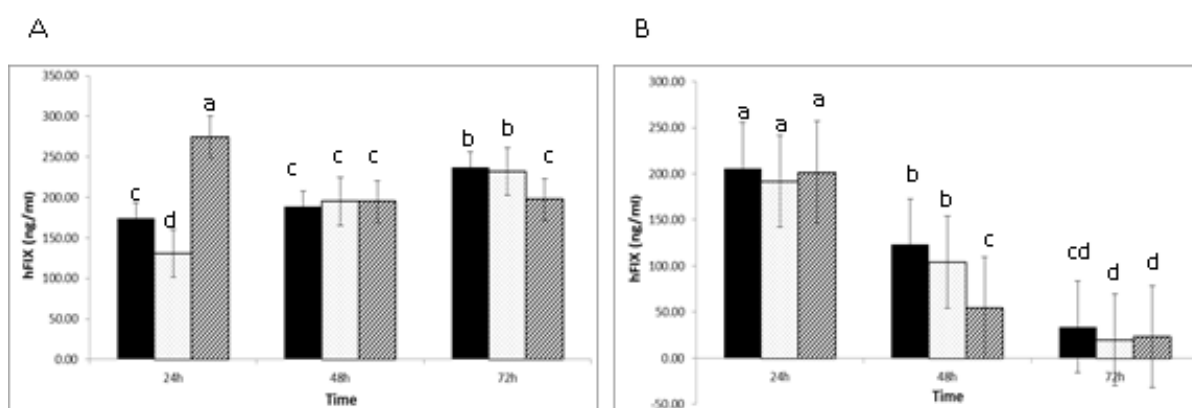 A
350.00
300.00
250.00
200.00
150.00
100.00
50.00
0.00
hFIX (ng/ml)
c d a
c c c
b b c
24h 48h 72h
Time
B
300.00
250.00
200.00
150.00
100.00
50.00
0.00
-50.00
hFIX (ng/ml)
a a a
b b c
cd d d
24h 48h 72h
Time